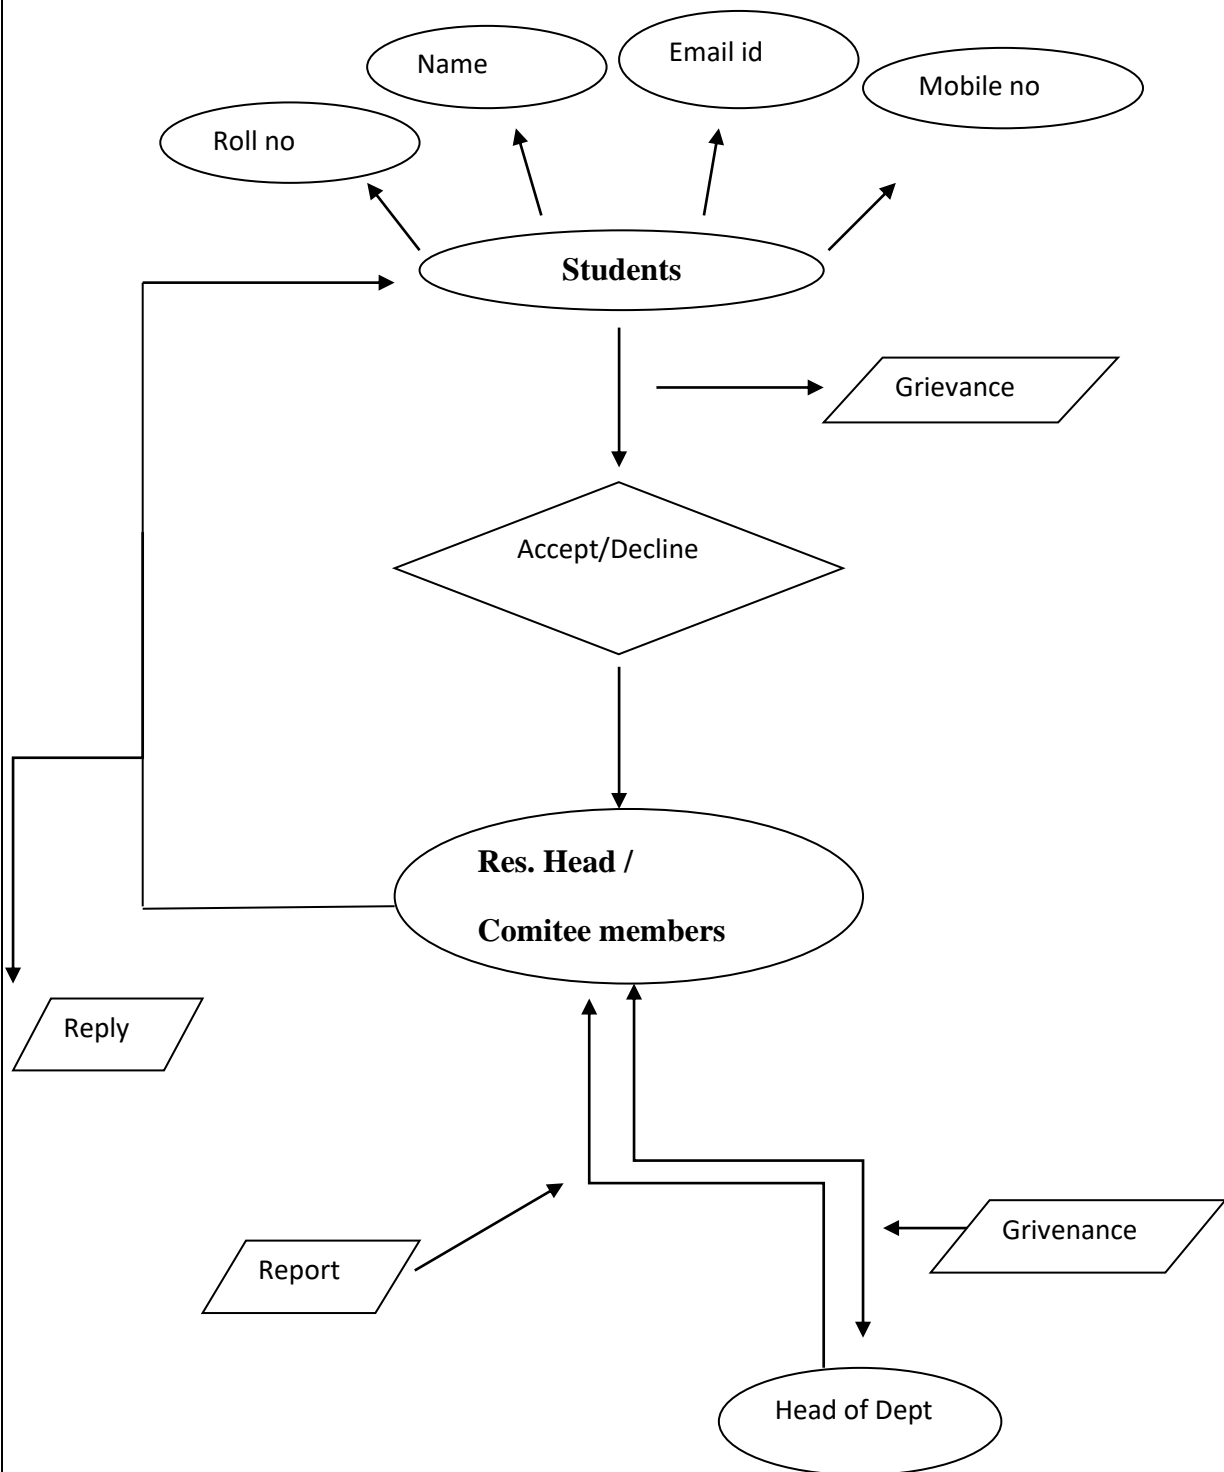 Name
Email id
Mobile no
Roll no
Students
Grievance
Accept/Decline
Res. Head /
Comitee members
Reply
Grivenance
Report
Head of Dept